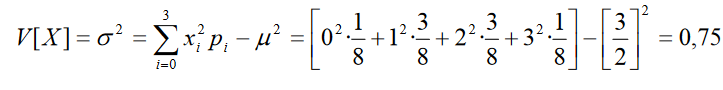 V[X] = σ² = ∑_{i=0}^{3} x_i² p_i − μ² = [0²·1/8 + 1²·3/8 + 2²·3/8 + 3²·1/8] − [3/2]² = 0,75